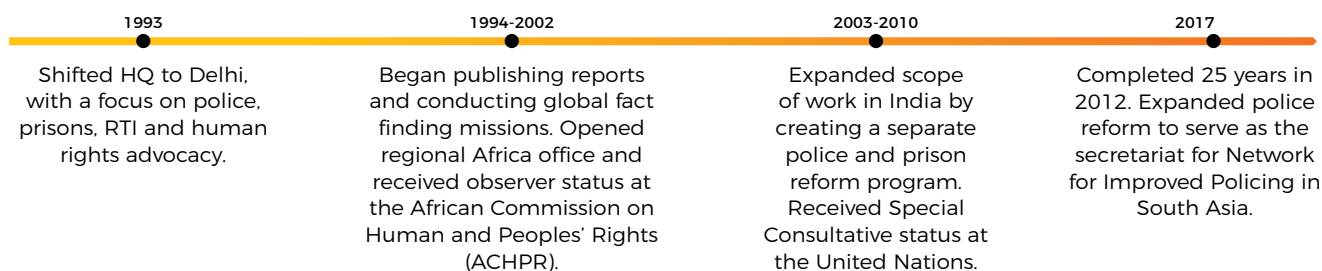 1993
Shifted HQ to Delhi,
with a focus on police,
prisons, RTI and human
rights advocacy.
1994-2002
Began publishing reports
and conducting global fact
finding missions. Opened
regional Africa office and
received observer status at
the African Commission on
Human and Peoples’ Rights
(ACHPR).
2003-2010
Expanded scope
of work in India by
creating a separate
police and prison
reform program.
Received Special
Consultative status at
the United Nations.
2017
Completed 25 years in
2012. Expanded police
reform to serve as the
secretariat for Network
for Improved Policing in
South Asia.